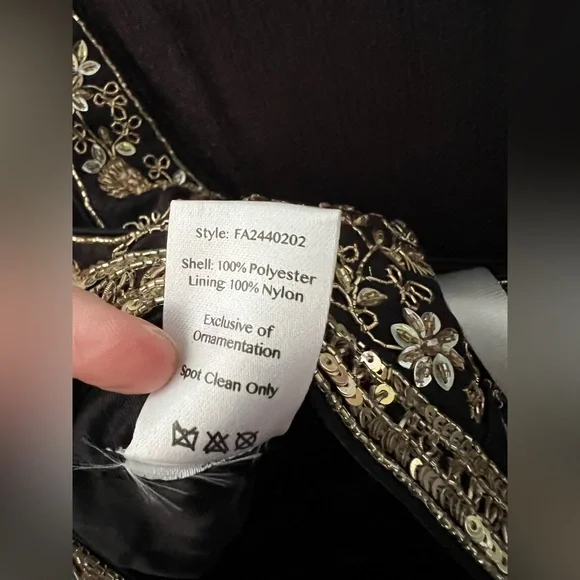 Style: FA2440202
Shell: 100% Polyester
Lining: 100% Nylon
Exclusive of
Ornamentation
Spot Clean Only